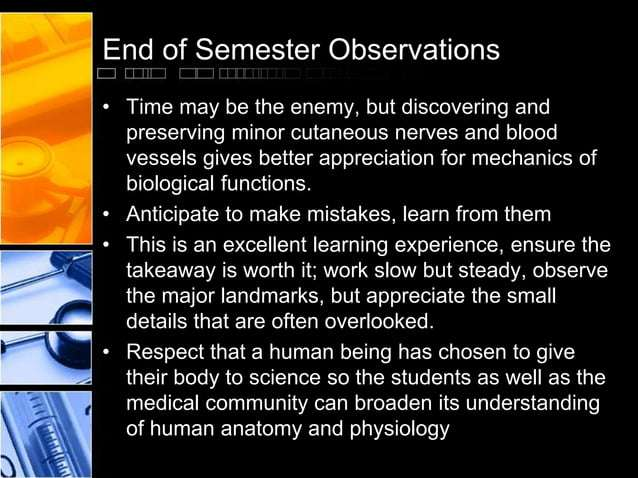 End of Semester Observations
• Time may be the enemy, but discovering and
preserving minor cutaneous nerves and blood
vessels gives better appreciation for mechanics of
biological functions.
• Anticipate to make mistakes, learn from them
• This is an excellent learning experience, ensure the
takeaway is worth it; work slow but steady, observe
the major landmarks, but appreciate the small
details that are often overlooked.
• Respect that a human being has chosen to give
their body to science so the students as well as the
medical community can broaden its understanding
of human anatomy and physiology